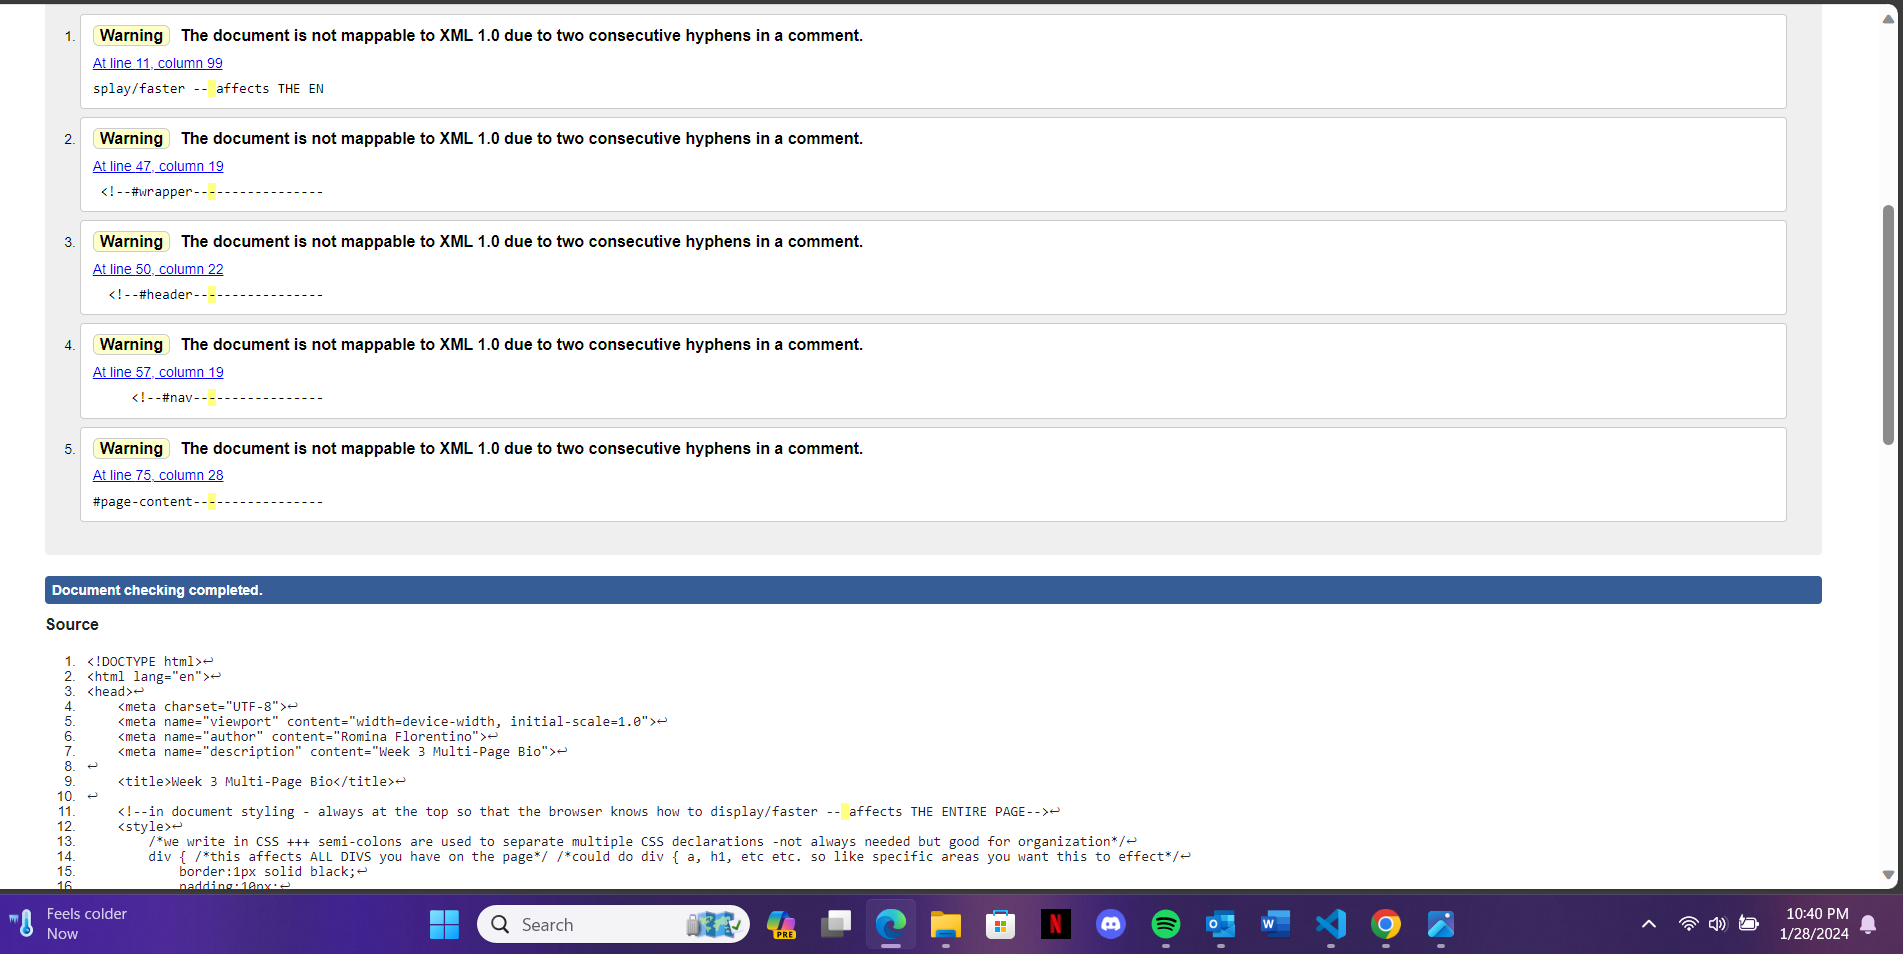 1. Warning The document is not mappable to XML 1.0 due to two consecutive hyphens in a comment.
At line 11, column 99
splay/faster -- affects THE EN
2. Warning The document is not mappable to XML 1.0 due to two consecutive hyphens in a comment.
At line 47, column 19
<!--#wrapper-----------------
3. Warning The document is not mappable to XML 1.0 due to two consecutive hyphens in a comment.
At line 50, column 22
<!--#header-----------------
4. Warning The document is not mappable to XML 1.0 due to two consecutive hyphens in a comment.
At line 57, column 19
<!--#nav-----------------
5. Warning The document is not mappable to XML 1.0 due to two consecutive hyphens in a comment.
At line 75, column 28
#page-content-----------------
Document checking completed.
Source
1. <!DOCTYPE html>↩
2. <html lang="en">↩
3. <head>↩
4. <meta charset="UTF-8">↩
5. <meta name="viewport" content="width=device-width, initial-scale=1.0">↩
6. <meta name="author" content="Romina Florentino">↩
7. <meta name="description" content="Week 3 Multi-Page Bio">↩
8. ↩
9. <title>Week 3 Multi-Page Bio</title>↩
10. ↩
11. <!--in document styling - always at the top so that the browser knows how to display/faster -- affects THE ENTIRE PAGE-->↩
12. <style>↩
13. /*we write in CSS +++ semi-colons are used to separate multiple CSS declarations -not always needed but good for organization*/↩
14. div { /*this affects ALL DIVS you have on the page*/ /*could do div { a, h1, etc etc. so like specific areas you want this to effect*/↩
15. border:1px solid black;↩
16. padding:10px;↩
Feels colder
Now
Search
PRE
10:40 PM
1/28/2024